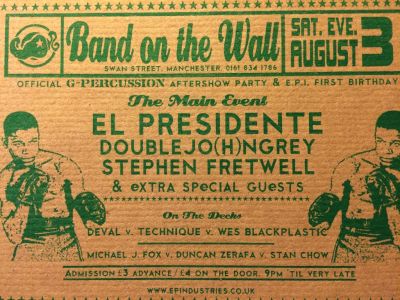 Band on the Wall
SWAN STREET, MANCHESTER. 0161 834 1786
SAT. EVE.
AUGUST 3
OFFICIAL G-PERCUSSION AFTERSHOW PARTY & E.P.I. FIRST BIRTHDAY
The Main Event
EL PRESIDENTE
DOUBLEJO(H)NGREY
STEPHEN FRETWELL
& eXTRA SPeCIAL GUESTS
On The Decks
DEVAL v. TECHNIQUE v. WES BLACKPLASTIC
MICHAEL J. FOX v. DUNCAN ZERAFA v. STAN CHOW
ADMISSION £3 ADVANCE / £4 ON THE DOOR. 9PM 'TIL VERY LATE
WWW.EPINDUSTRIES.CO.UK